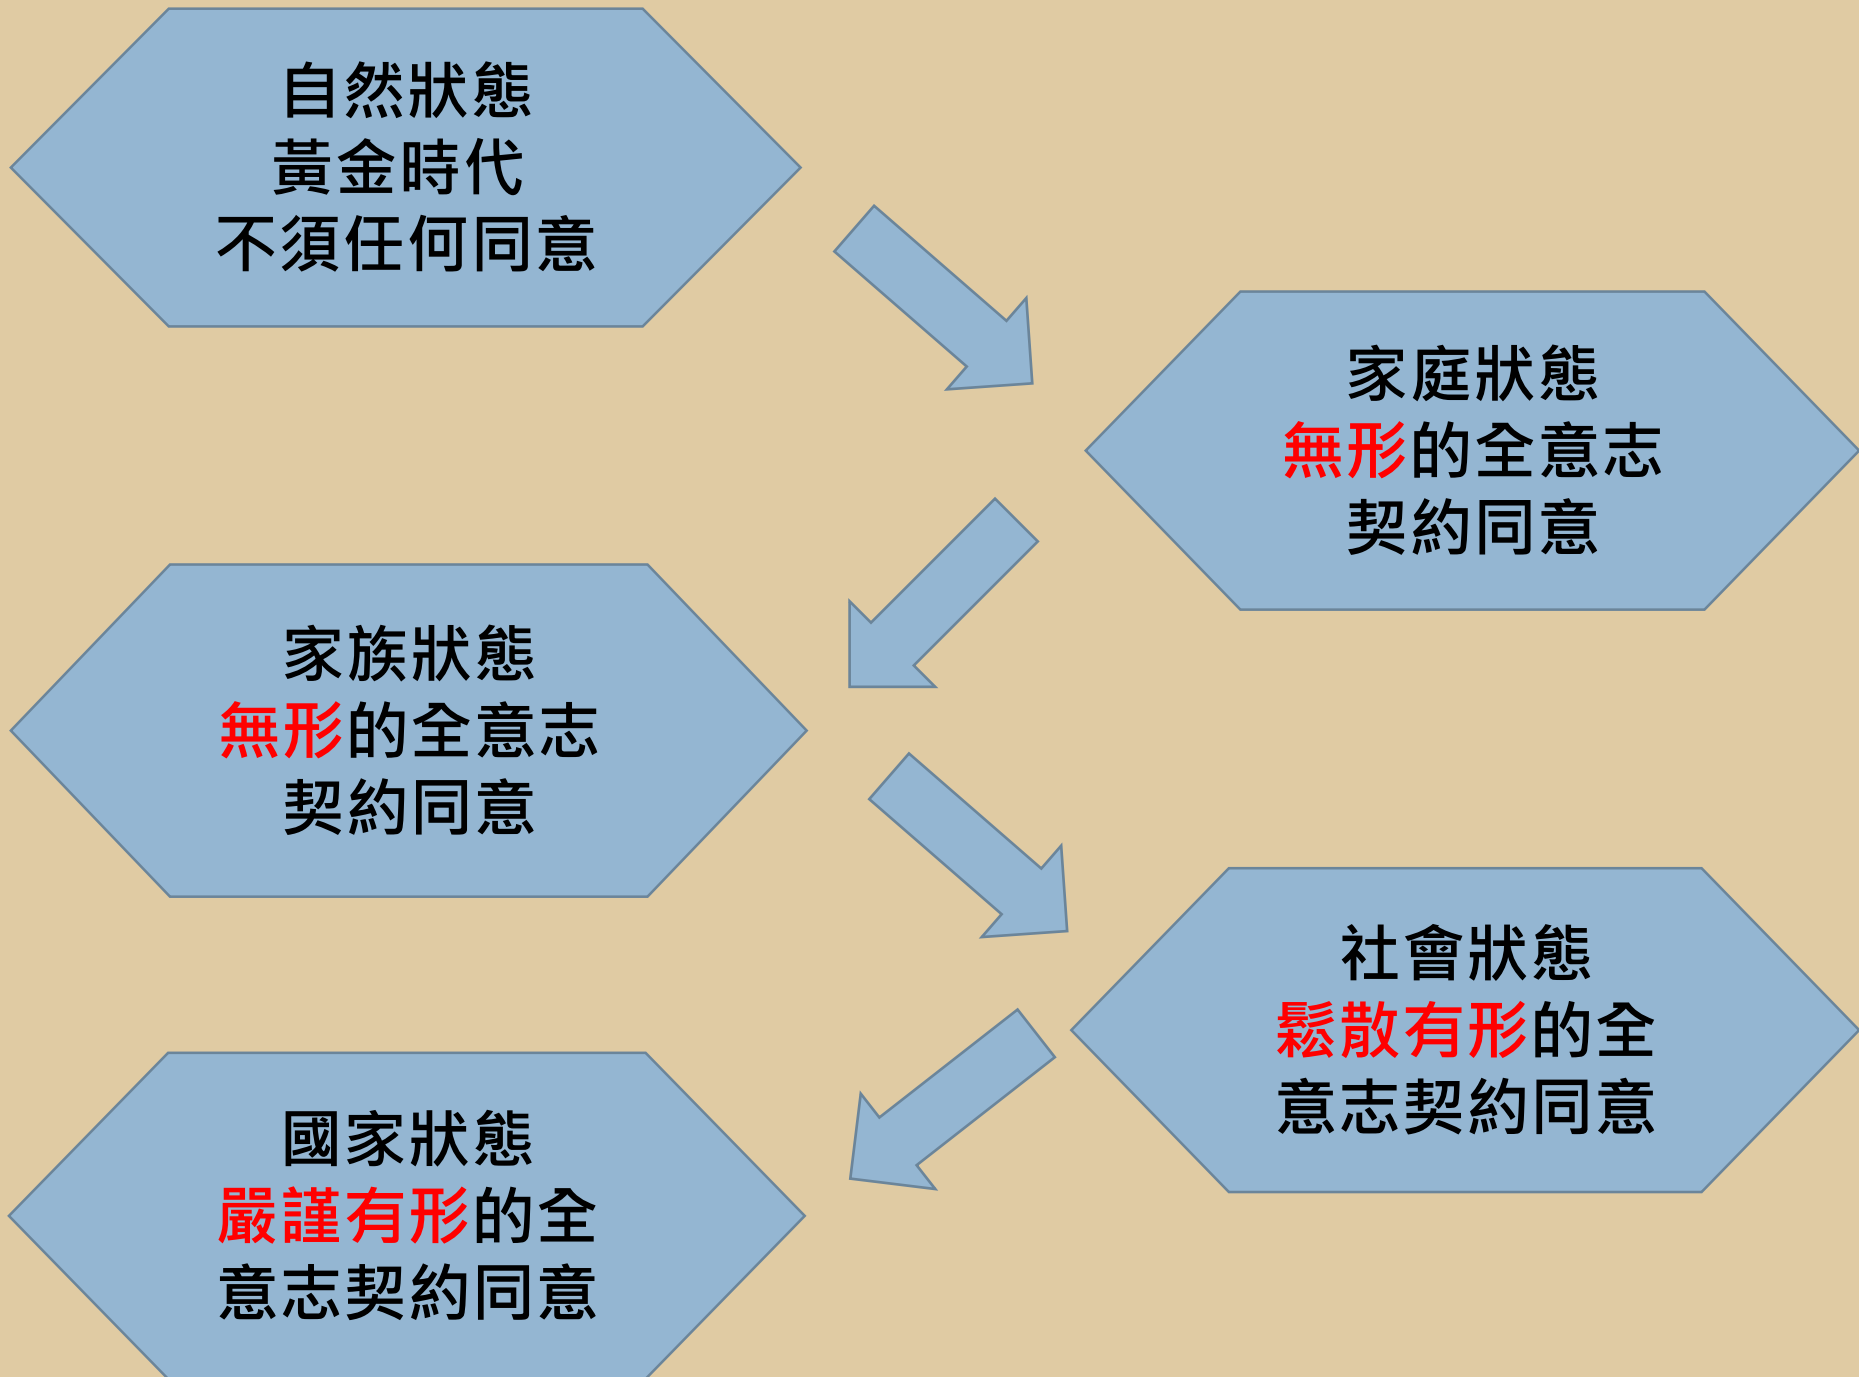 自然狀態
黃金時代
不須任何同意
家庭狀態
無形的全意志
契約同意
家族狀態
無形的全意志
契約同意
社會狀態
鬆散有形的全
意志契約同意
國家狀態
嚴謹有形的全
意志契約同意